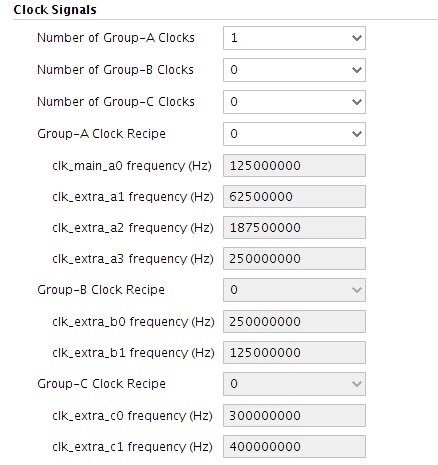 Clock Signals
Number of Group-A Clocks 1
Number of Group-B Clocks 0
Number of Group-C Clocks 0
Group-A Clock Recipe 0
clk_main_a0 frequency (Hz) 125000000
clk_extra_a1 frequency (Hz) 62500000
clk_extra_a2 frequency (Hz) 187500000
clk_extra_a3 frequency (Hz) 250000000
Group-B Clock Recipe 0
clk_extra_b0 frequency (Hz) 250000000
clk_extra_b1 frequency (Hz) 125000000
Group-C Clock Recipe 0
clk_extra_c0 frequency (Hz) 300000000
clk_extra_c1 frequency (Hz) 400000000